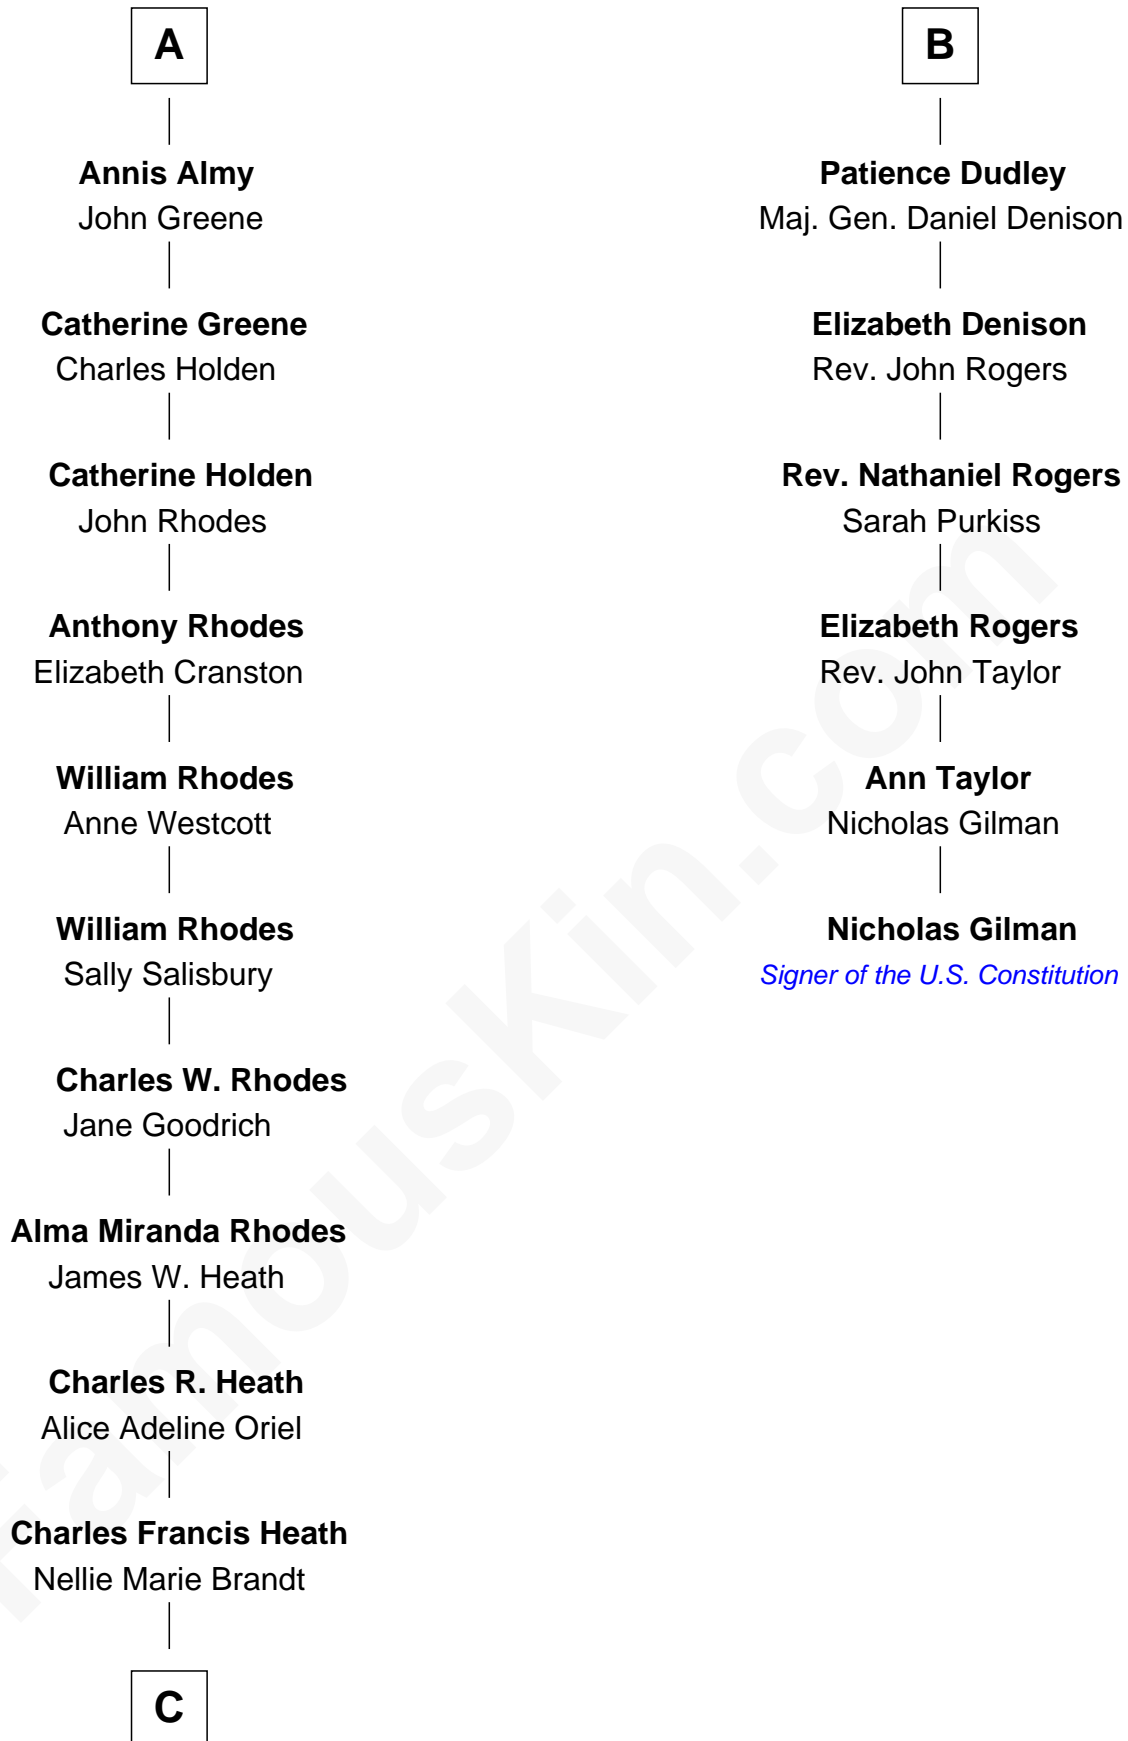 A
Annis Almy
John Greene
Catherine Greene
Charles Holden
Catherine Holden
John Rhodes
Anthony Rhodes
Elizabeth Cranston
William Rhodes
Anne Westcott
William Rhodes
Sally Salisbury
Charles W. Rhodes
Jane Goodrich
Alma Miranda Rhodes
James W. Heath
Charles R. Heath
Alice Adeline Oriel
Charles Francis Heath
Nellie Marie Brandt
C
B
Patience Dudley
Maj. Gen. Daniel Denison
Elizabeth Denison
Rev. John Rogers
Rev. Nathaniel Rogers
Sarah Purkiss
Elizabeth Rogers
Rev. John Taylor
Ann Taylor
Nicholas Gilman
Nicholas Gilman
Signer of the U.S. Constitution
FamousKin.com